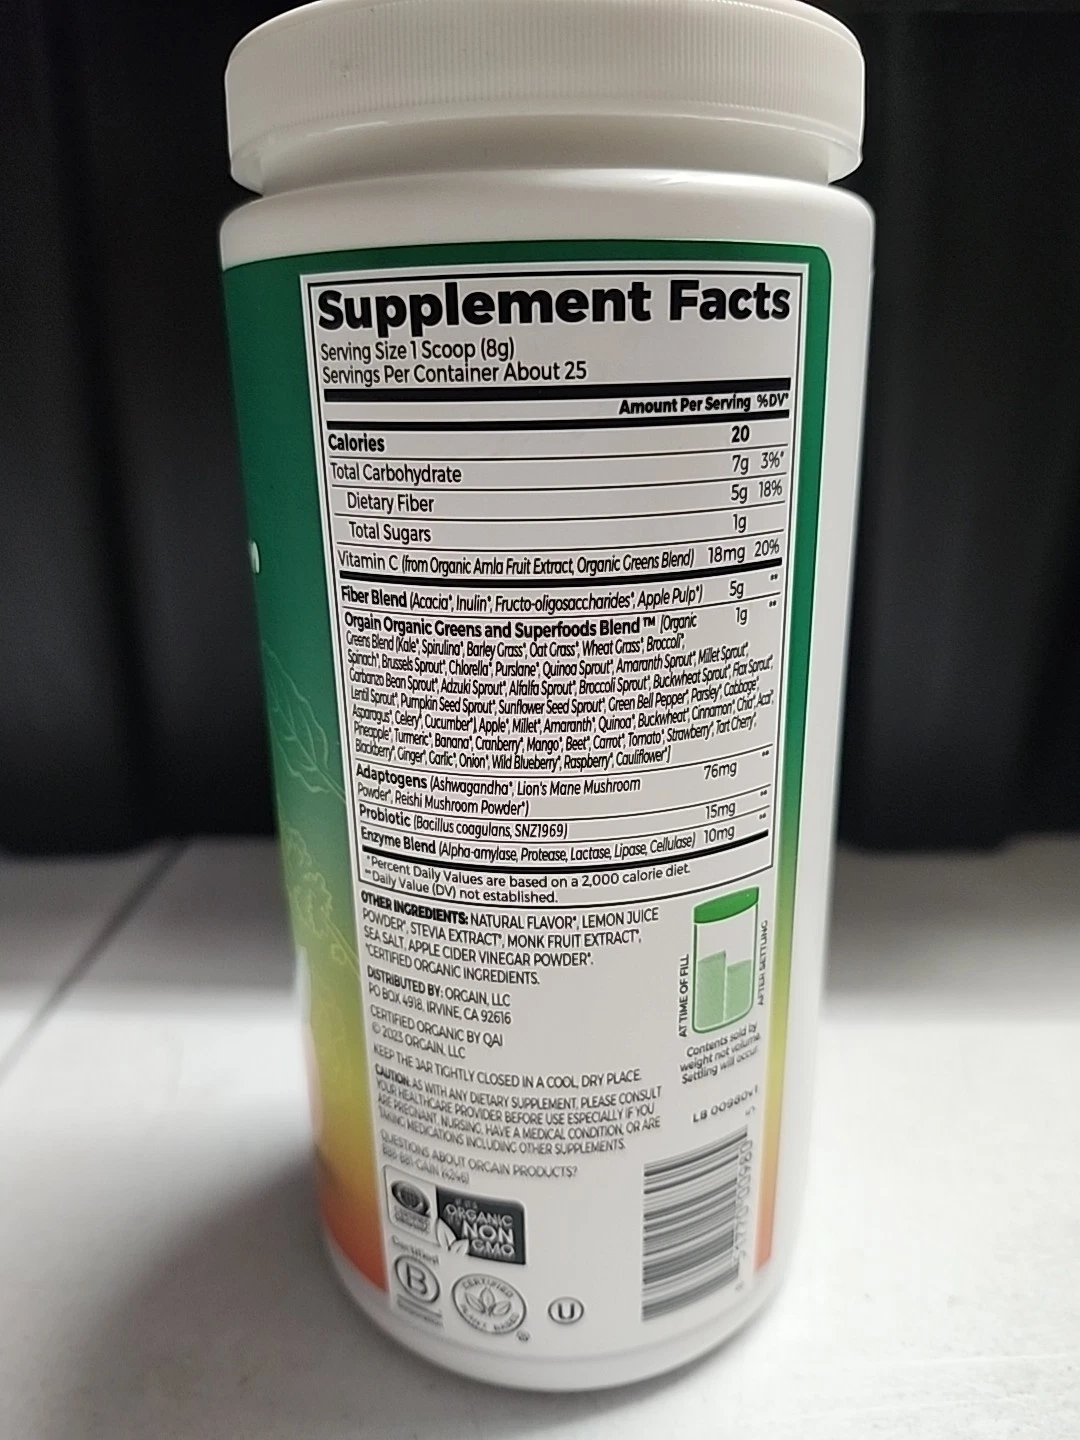 Supplement Facts
Serving Size 1 Scoop (8g)
Servings Per Container About 25
Amount Per Serving %DV*
Calories 20
Total Carbohydrate 7g 3%*
Dietary Fiber 5g 18%
Total Sugars 1g
Vitamin C (from Organic Amla Fruit Extract, Organic Greens Blend) 18mg 20%
Fiber Blend (Acacia*, Inulin*, Fructo-oligosaccharides*, Apple Pulp*) 5g **
Orgain Organic Greens and Superfoods Blend ™ [Organic 1g **
Greens Blend [Kale*, Spirulina*, Barley Grass*, Oat Grass*, Wheat Grass*, Broccoli*,
Spinach*, Brussels Sprout*, Chlorella*, Purslane*, Quinoa Sprout*, Amaranth Sprout*, Millet Sprout*,
Garbanzo Bean Sprout*, Adzuki Sprout*, Alfalfa Sprout*, Broccoli Sprout*, Buckwheat Sprout*, Flax Sprout*,
Lentil Sprout*, Pumpkin Seed Sprout*, Sunflower Seed Sprout*, Green Bell Pepper*, Parsley*, Cabbage*,
Asparagus*, Celery*, Cucumber*] Apple*, Millet*, Amaranth*, Quinoa*, Buckwheat*, Cinnamon*, Chia*, Acai*,
Pineapple*, Turmeric*, Banana*, Cranberry*, Mango*, Beet*, Carrot*, Tomato*, Strawberry*, Tart Cherry*,
Blackberry*, Ginger*, Garlic*, Onion*, Wild Blueberry*, Raspberry*, Cauliflower*]
Adaptogens (Ashwagandha*, Lion's Mane Mushroom 76mg **
Powder*, Reishi Mushroom Powder*)
Probiotic (Bacillus coagulans, SNZ1969) 15mg **
Enzyme Blend (Alpha-amylase, Protease, Lactase, Lipase, Cellulase) 10mg **
*Percent Daily Values are based on a 2,000 calorie diet.
**Daily Value (DV) not established.
OTHER INGREDIENTS: NATURAL FLAVOR*, LEMON JUICE
POWDER*, STEVIA EXTRACT*, MONK FRUIT EXTRACT*,
SEA SALT, APPLE CIDER VINEGAR POWDER*.
*CERTIFIED ORGANIC INGREDIENTS.
DISTRIBUTED BY: ORGAIN, LLC
PO BOX 4918, IRVINE, CA 92616
CERTIFIED ORGANIC BY QAI
© 2023 ORGAIN, LLC
KEEP THE JAR TIGHTLY CLOSED IN A COOL, DRY PLACE.
CAUTION: AS WITH ANY DIETARY SUPPLEMENT, PLEASE CONSULT
YOUR HEALTHCARE PROVIDER BEFORE USE ESPECIALLY IF YOU
ARE PREGNANT, NURSING, HAVE A MEDICAL CONDITION, OR ARE
TAKING MEDICATIONS INCLUDING OTHER SUPPLEMENTS.
QUESTIONS ABOUT ORGAIN PRODUCTS?
AT TIME OF FILL
AFTER SETTLING
Contents sold by
weight not volume.
Settling will occur.
ORGANIC
NON
GMO
Certified
B
CERTIFIED
PLANT BASED
U